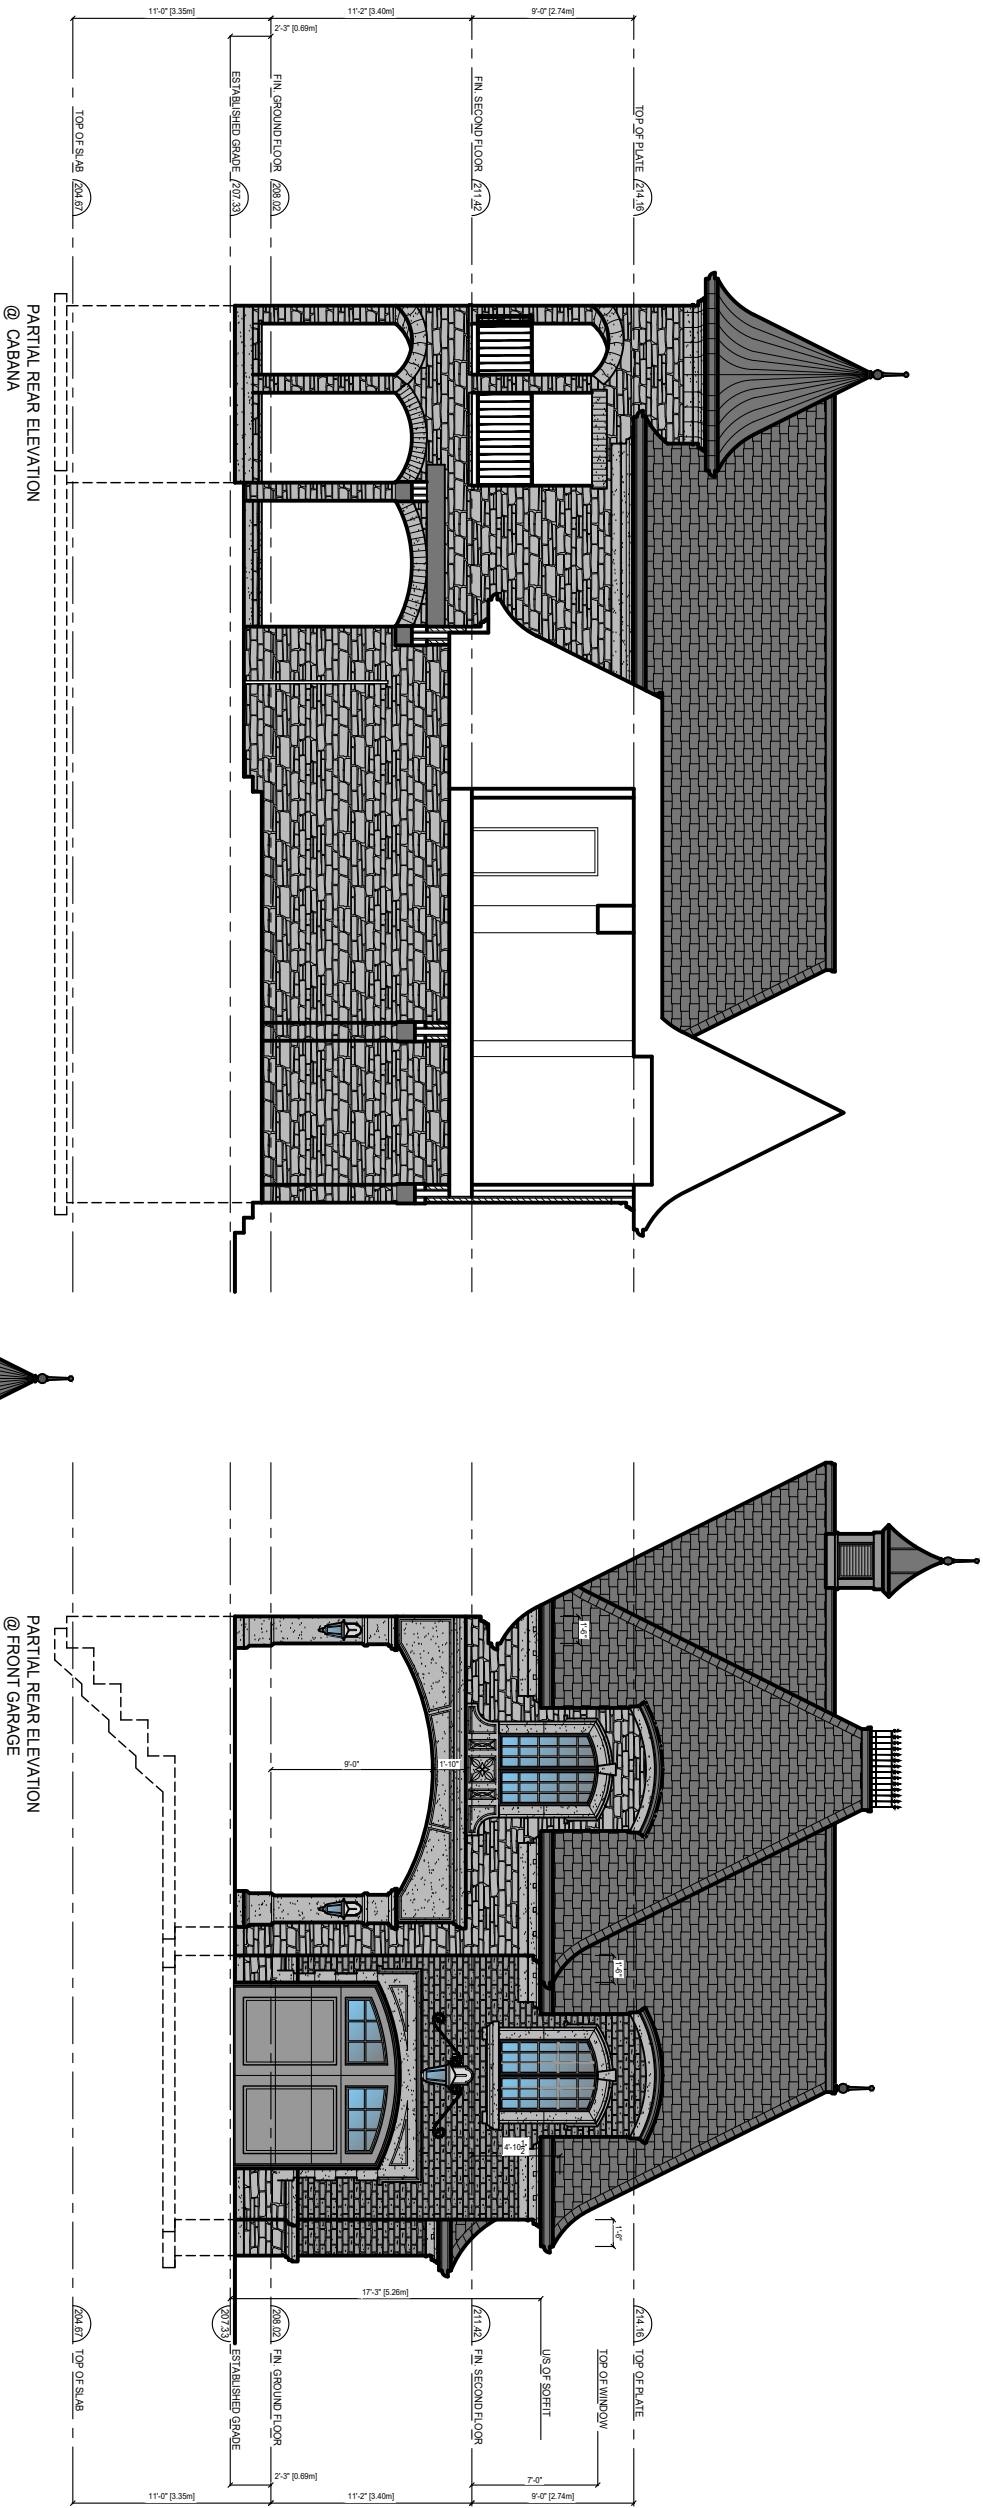 9'-0" [2.74m]
11'-2" [3.40m]
11'-0" [3.35m]
2'-3" [0.69m]
TOP OF PLATE
214.16
FIN. SECOND FLOOR
211.42
FIN. GROUND FLOOR
208.02
ESTABLISHED GRADE
207.33
TOP OF SLAB
204.67
PARTIAL REAR ELEVATION
@ CABANA
1'-6"
1'-6"
1'-6"
1'-10"
9'-0"
4'-10 1/2"
17'-3" [5.26m]
214.16
TOP OF PLATE
TOP OF WINDOW
U/S OF SOFFIT
211.42
FIN. SECOND FLOOR
208.02
FIN. GROUND FLOOR
207.33
ESTABLISHED GRADE
204.67
TOP OF SLAB
7'-0"
9'-0" [2.74m]
11'-2" [3.40m]
2'-3" [0.69m]
11'-0" [3.35m]
PARTIAL REAR ELEVATION
@ FRONT GARAGE